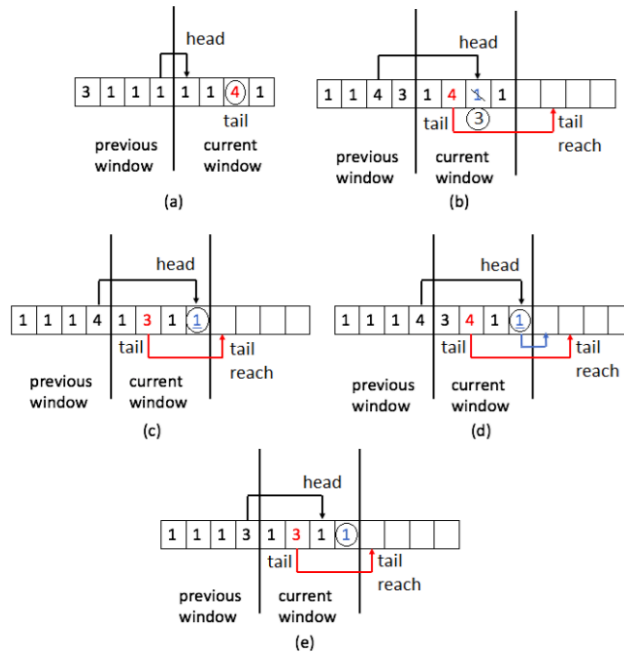 head
3 1 1 1 1 1 4 1
tail
previous window
current window
(a)
head
1 1 4 3 1 4 1 1
tail
3
tail reach
previous window
current window
(b)
head
1 1 1 4 1 3 1 1
tail
tail reach
previous window
current window
(c)
head
1 1 1 4 3 4 1 1
tail
tail reach
previous window
current window
(d)
head
1 1 1 3 1 3 1 1
tail
tail reach
previous window
current window
(e)